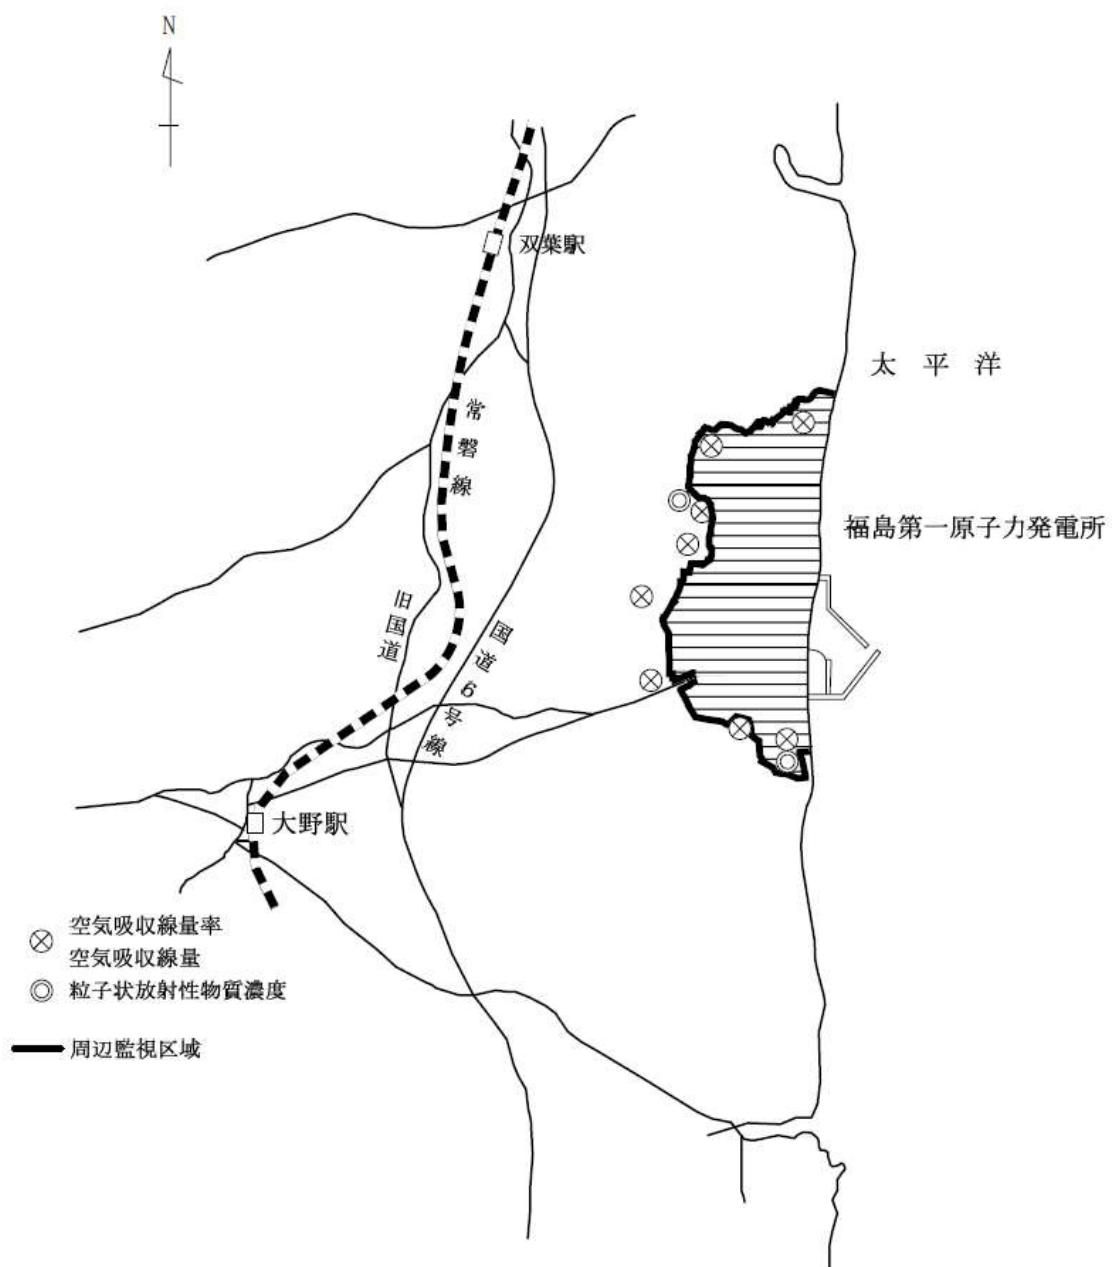 N
双葉駅
太平洋
常磐線
福島第一原子力発電所
旧国道
国道6号線
大野駅
空気吸収線量率
空気吸収線量
粒子状放射性物質濃度
周辺監視区域